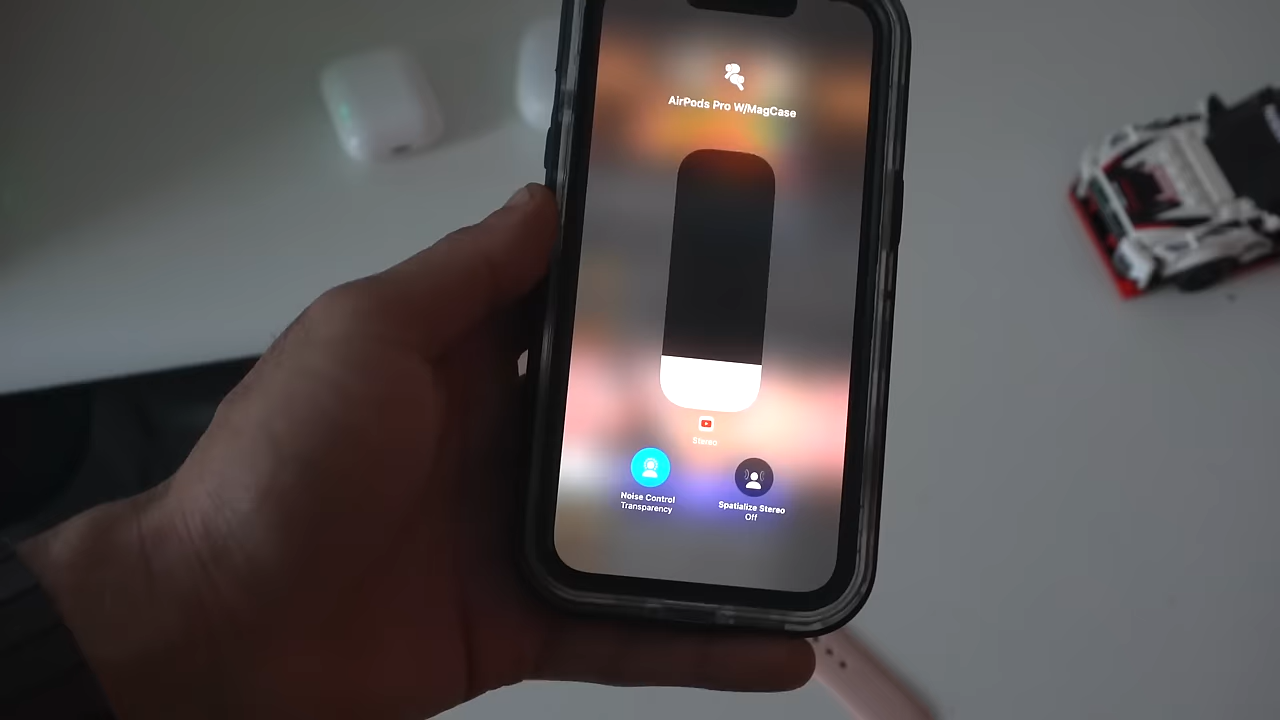 AirPods Pro W/MagCase
Stereo
Noise Control
Transparency
Spatialize Stereo
Off